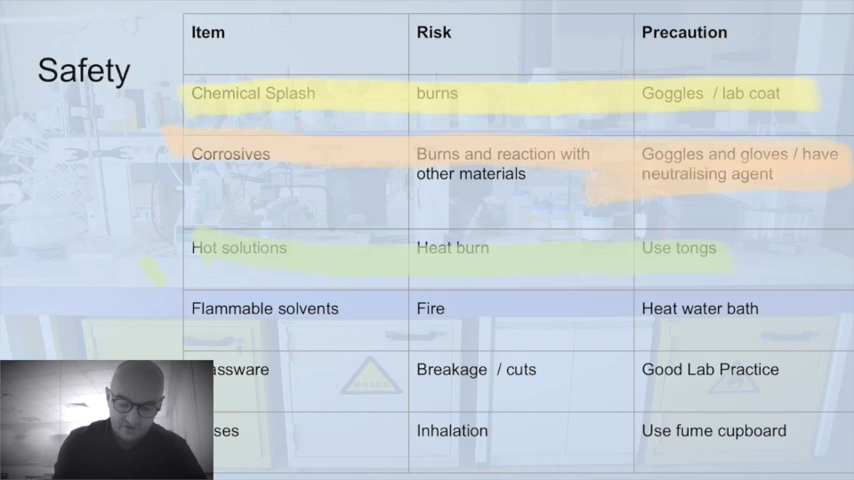 Safety
Item Risk Precaution
Chemical Splash burns Goggles / lab coat
Corrosives Burns and reaction with other materials Goggles and gloves / have neutralising agent
Hot solutions Heat burn Use tongs
Flammable solvents Fire Heat water bath
assware Breakage / cuts Good Lab Practice
ses Inhalation Use fume cupboard